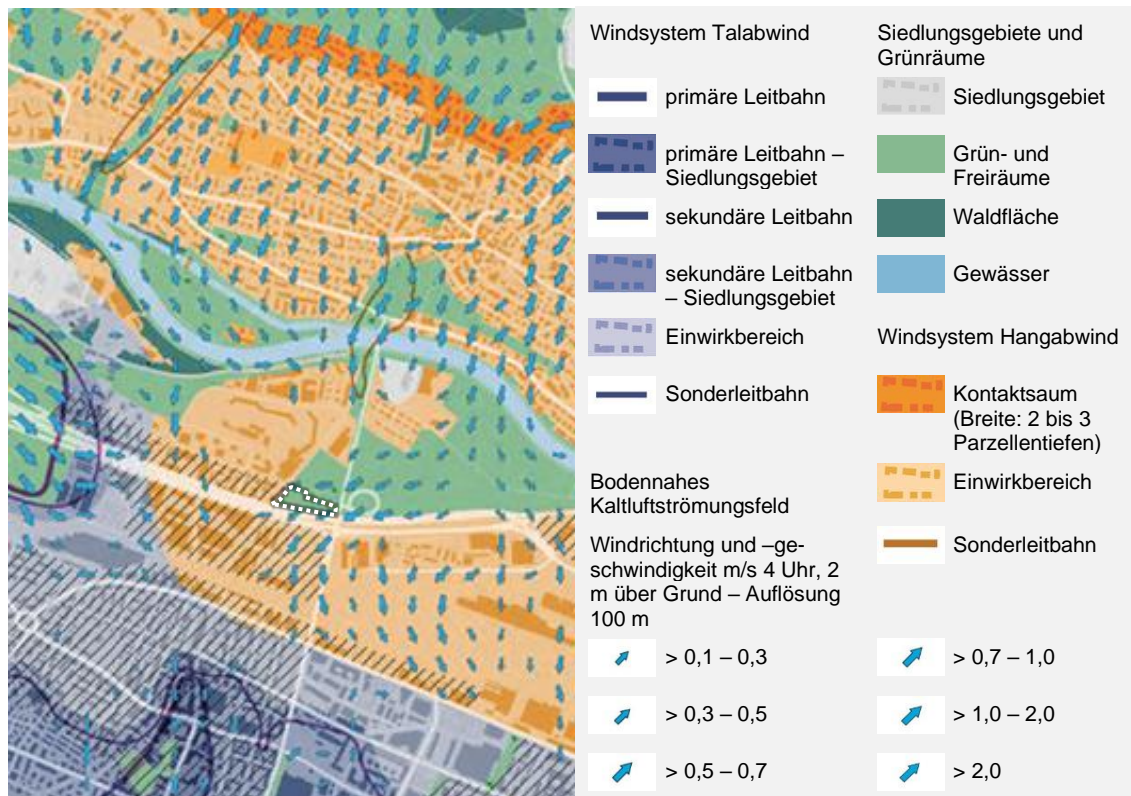 Windsystem Talabwind
primäre Leitbahn
primäre Leitbahn –
Siedlungsgebiet
sekundäre Leitbahn
sekundäre Leitbahn
– Siedlungsgebiet
Einwirkbereich
Sonderleitbahn
Bodennahes
Kaltluftströmungsfeld
Windrichtung und –ge-
schwindigkeit m/s 4 Uhr, 2
m über Grund – Auflösung
100 m
> 0,1 – 0,3
> 0,3 – 0,5
> 0,5 – 0,7
Siedlungsgebiete und
Grünräume
Siedlungsgebiet
Grün- und
Freiräume
Waldfläche
Gewässer
Windsystem Hangabwind
Kontaktsaum
(Breite: 2 bis 3
Parzellentiefen)
Einwirkbereich
Sonderleitbahn
> 0,7 – 1,0
> 1,0 – 2,0
> 2,0